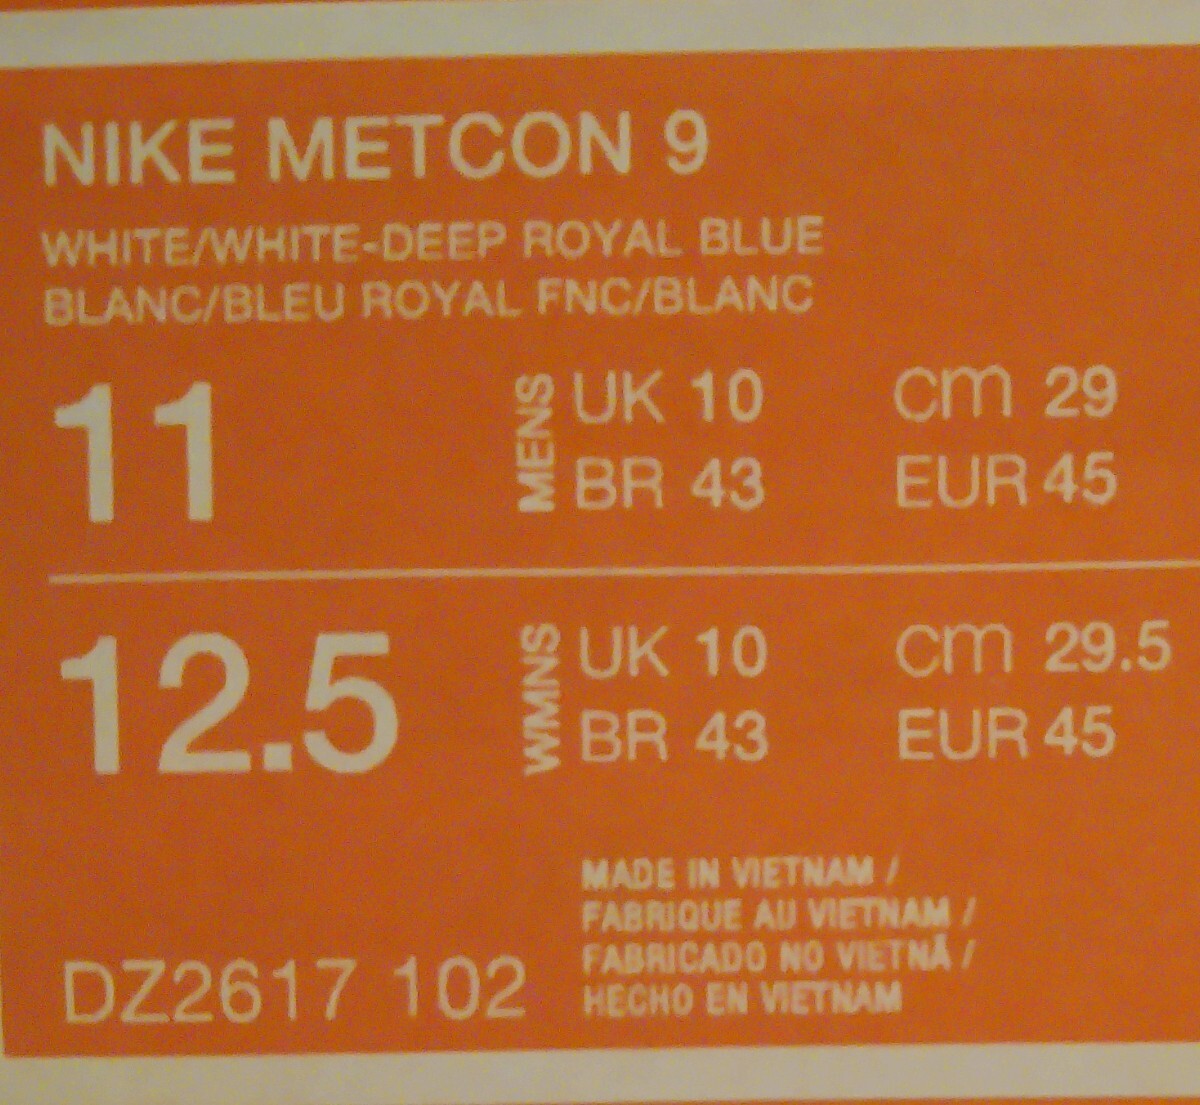 NIKE METCON 9
WHITE/WHITE-DEEP ROYAL BLUE
BLANC/BLEU ROYAL FNC/BLANC
11 MENS UK 10 cm 29
BR 43 EUR 45
12.5 WMNS UK 10 cm 29.5
BR 43 EUR 45
MADE IN VIETNAM /
FABRIQUE AU VIETNAM /
FABRICADO NO VIETNÃ /
HECHO EN VIETNAM
DZ2617 102